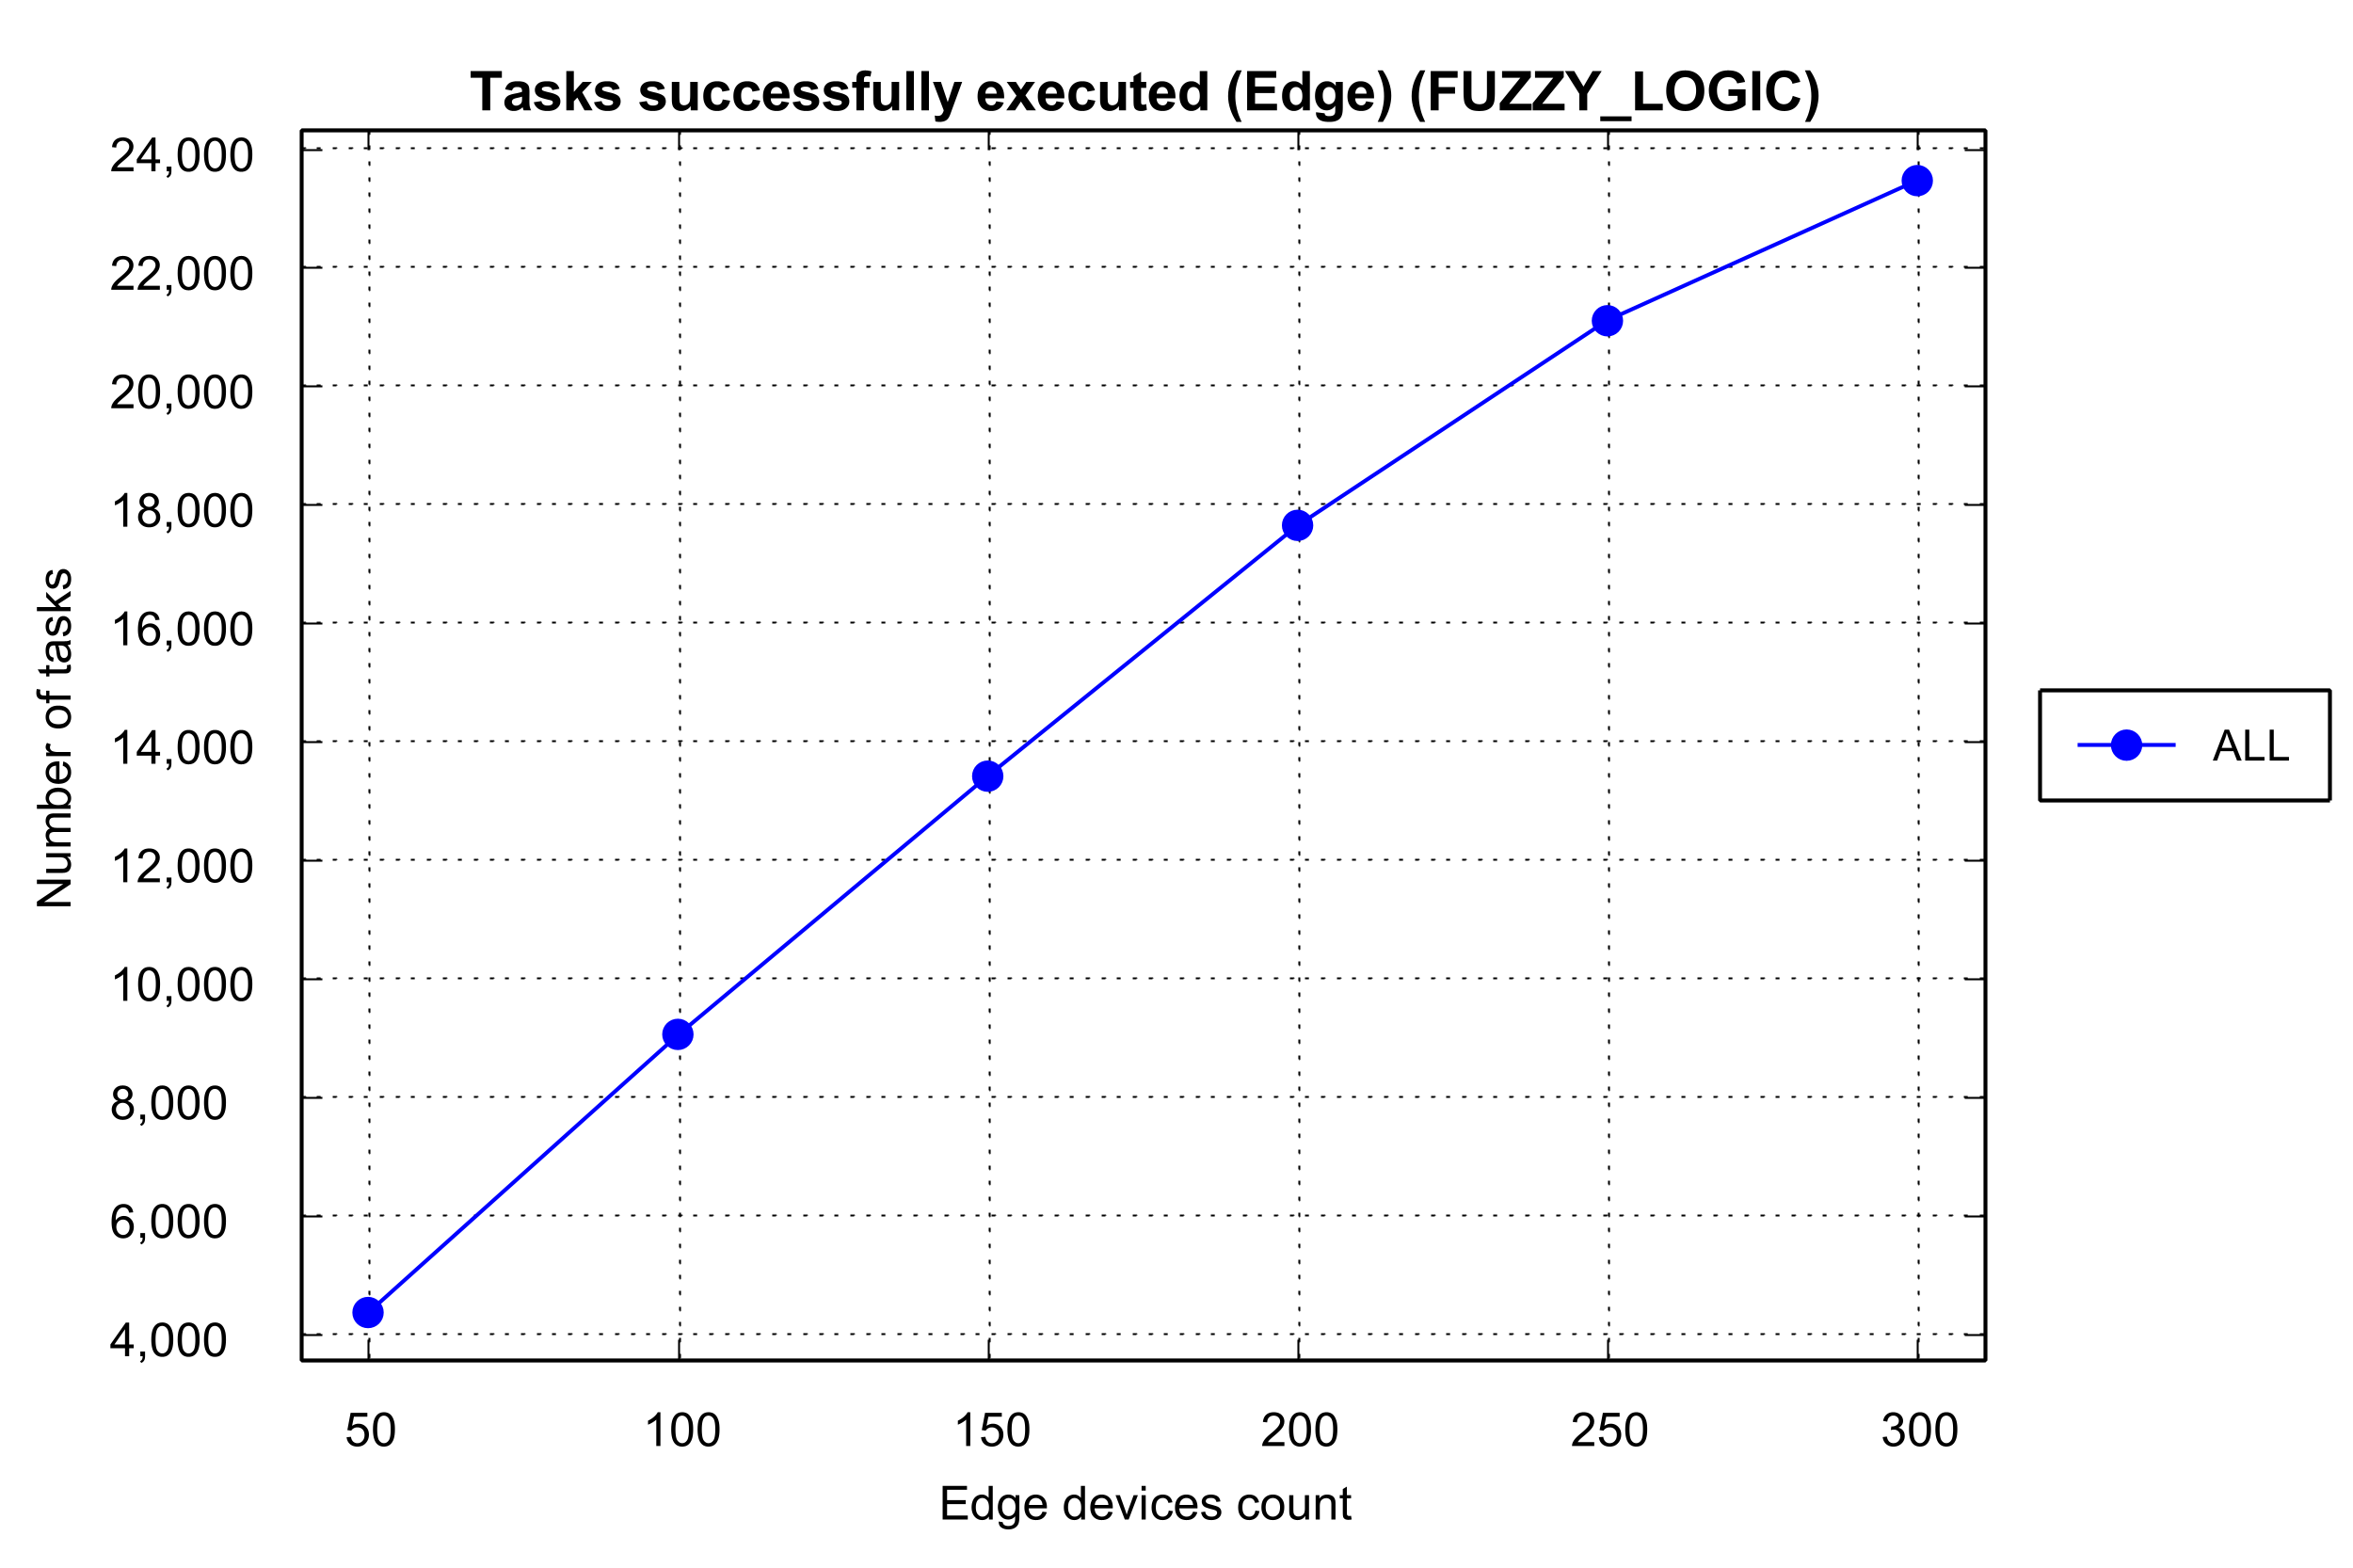 Tasks successfully executed (Edge) (FUZZY_LOGIC)
24,000
22,000
20,000
18,000
16,000
14,000
12,000
10,000
8,000
6,000
4,000
Number of tasks
50 100 150 200 250 300
Edge devices count
ALL